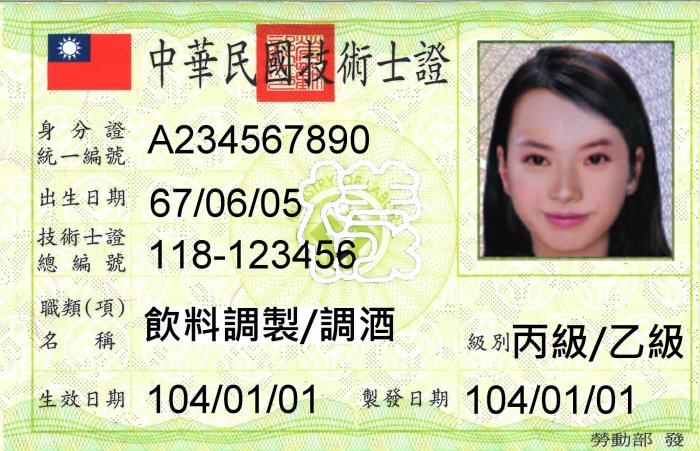 中華民國技術士證
身分證
統一編號 A234567890
出生日期 67/06/05
技術士證
總編號 118-123456
職類(項)
名稱 飲料調製/調酒
級別 丙級/乙級
生效日期 104/01/01 製發日期 104/01/01
勞動部 發